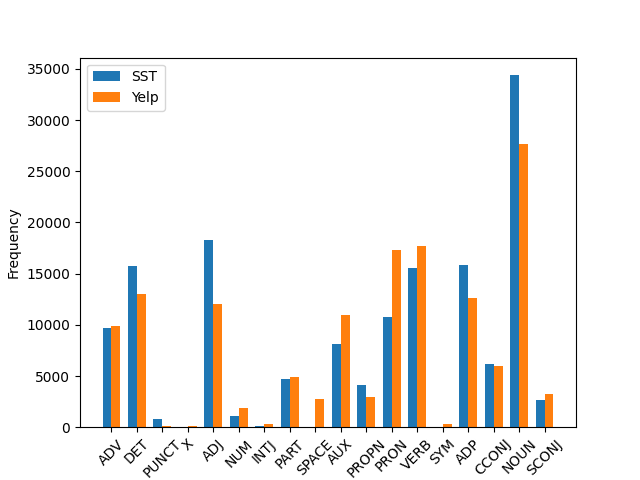 SST
Yelp
Frequency
35000
30000
25000
20000
15000
10000
5000
0
ADV
DET
PUNCT
X
ADJ
NUM
INTJ
PART
SPACE
AUX
PROPN
PRON
VERB
SYM
ADP
CCONJ
NOUN
SCONJ